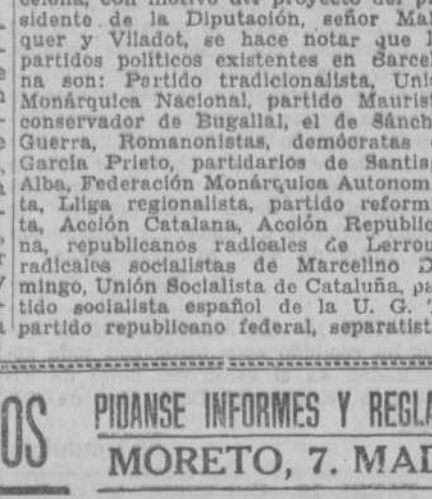 celona, con motivo del proyecto del p
sidente de la Diputación, señor Mal
quer y Viladot, se hace notar que l
partidos políticos existentes en Barcel
na son: Partido tradicionalista, Unió
Monárquica Nacional, partido Maurist
conservador de Bugallal, el de Sánch
Guerra, Romanonistas, demócratas
García Prieto, partidarios de Santia
Alba, Federación Monárquica Autonom
ta, Lliga regionalista, partido reformi
ta, Acción Catalana, Acción Republic
na, republicanos radicales de Lerrou
radicales socialistas de Marcelino D
mingo, Unión Socialista de Cataluña, pa
tido socialista español de la U. G. T
partido republicano federal, separatist
OS
PIDANSE INFORMES Y REGLA
MORETO, 7. MAD